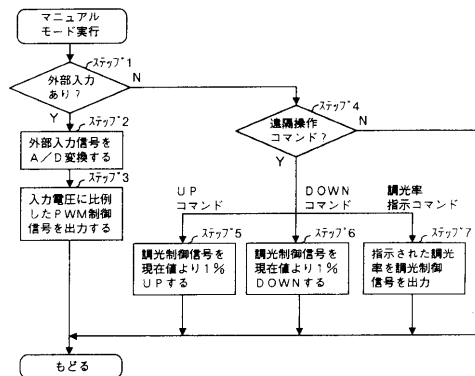 マニュアル
モード実行
ステップ1
外部入力
あり?
N
Y
ステップ2
外部入力信号を
A/D変換する
ステップ3
入力電圧に比例
したPWM制御
信号を出力する
ステップ4
遠隔操作
コマンド?
N
Y
UP
コマンド
DOWN
コマンド
調光率
指示コマンド
ステップ5
調光制御信号を
現在値より1%
UPする
ステップ6
調光制御信号を
現在値より1%
DOWNする
ステップ7
指示された調光
率を調光制御
信号を出力
もどる